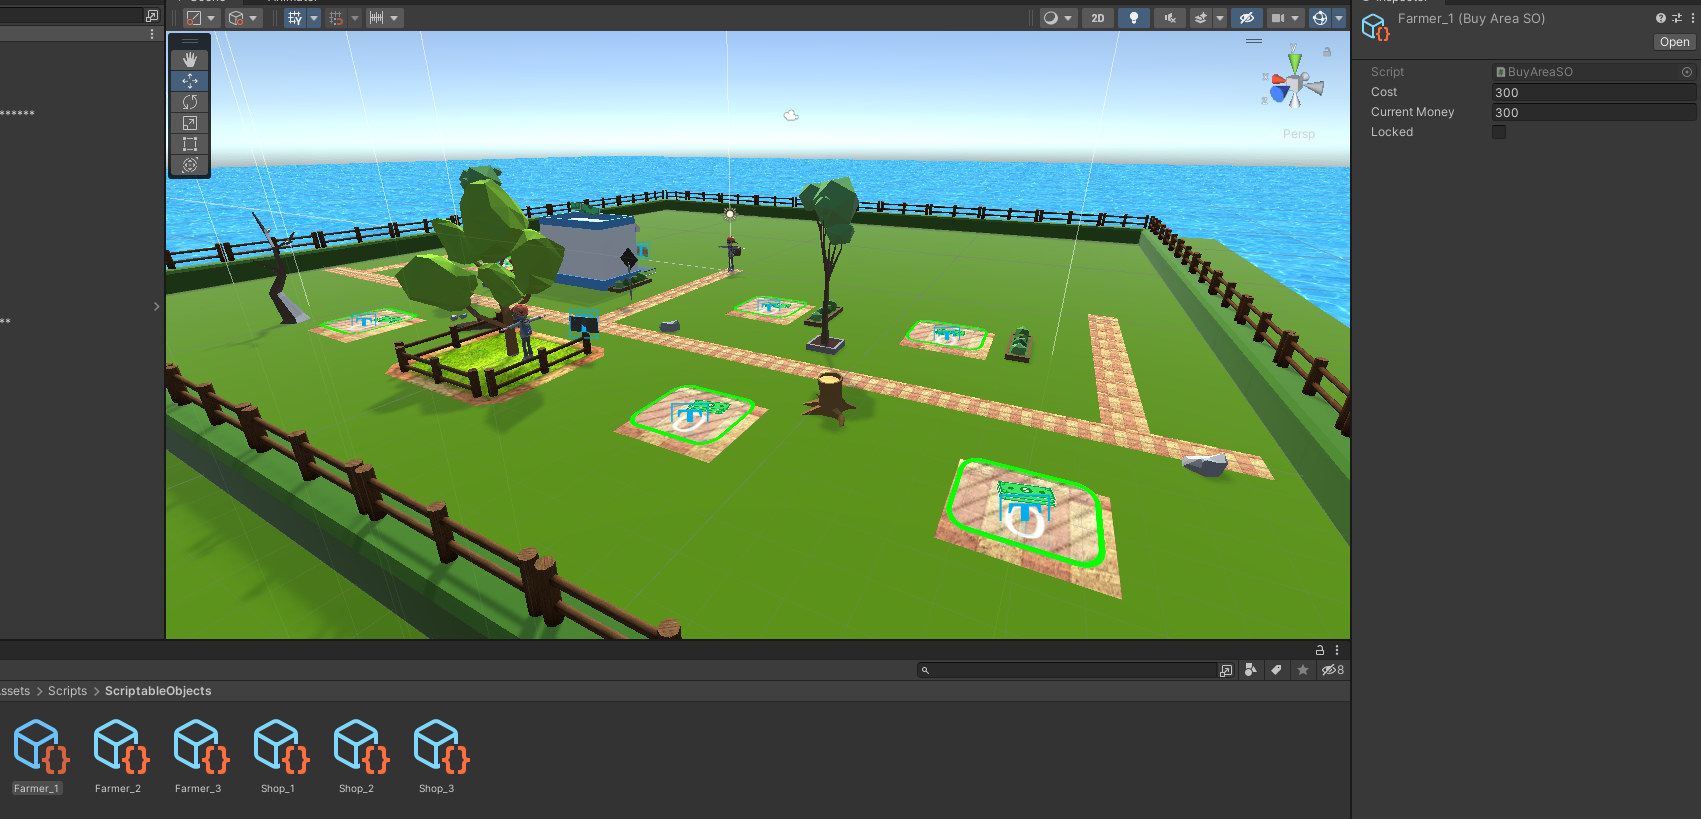 Inspector
Farmer_1 (Buy Area SO)
Open
Script
BuyAreaSO
Cost
300
Current Money
300
Locked
2D
y
x
z
Persp
******
**
8
ssets > Scripts > ScriptableObjects
Farmer_1
Farmer_2
Farmer_3
Shop_1
Shop_2
Shop_3